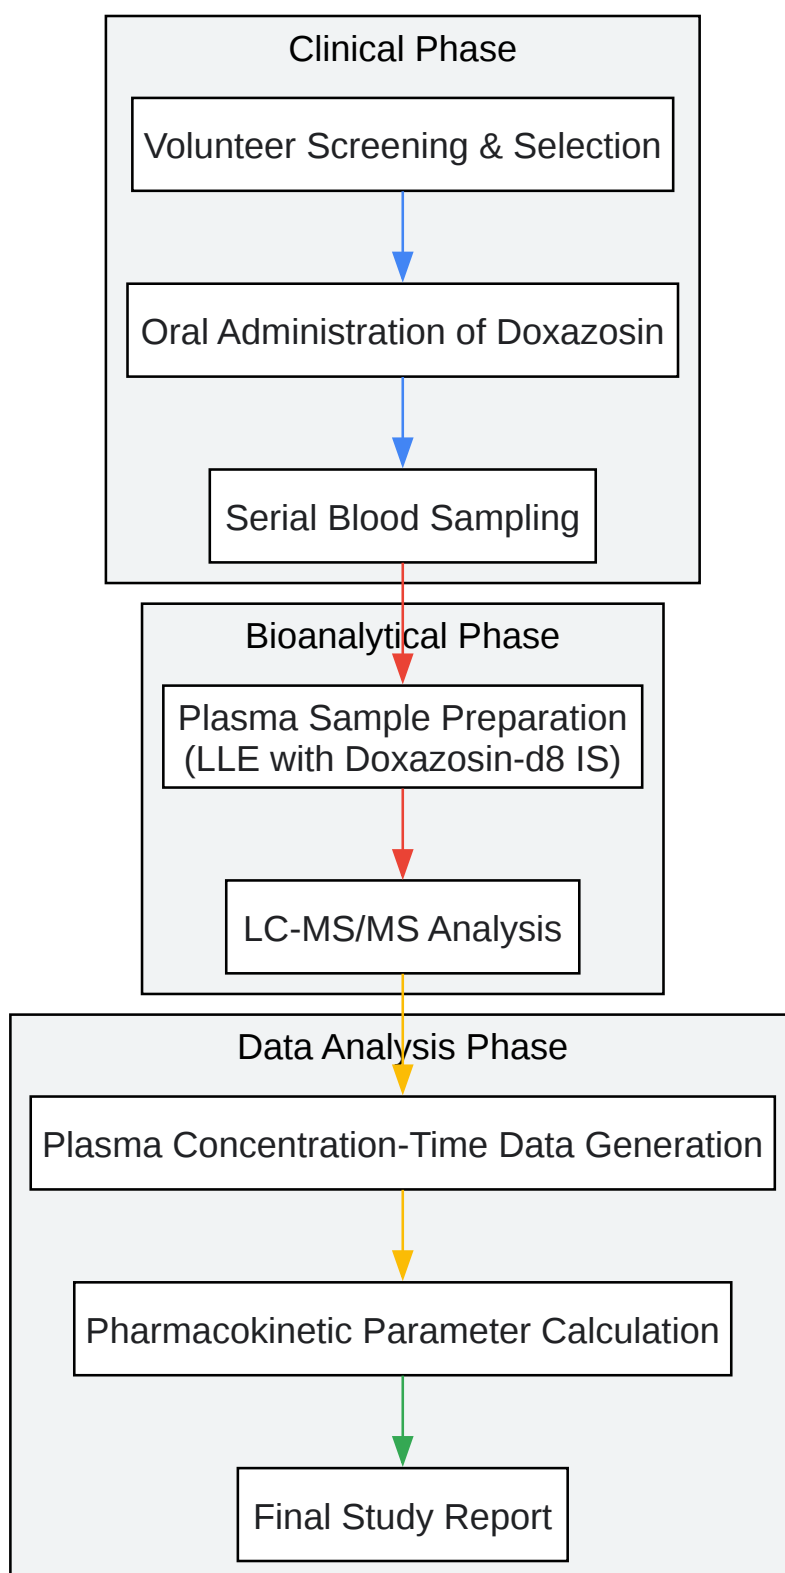 Clinical Phase
Volunteer Screening & Selection
Oral Administration of Doxazosin
Serial Blood Sampling
Bioanalytical Phase
Plasma Sample Preparation
(LLE with Doxazosin-d8 IS)
LC-MS/MS Analysis
Data Analysis Phase
Plasma Concentration-Time Data Generation
Pharmacokinetic Parameter Calculation
Final Study Report